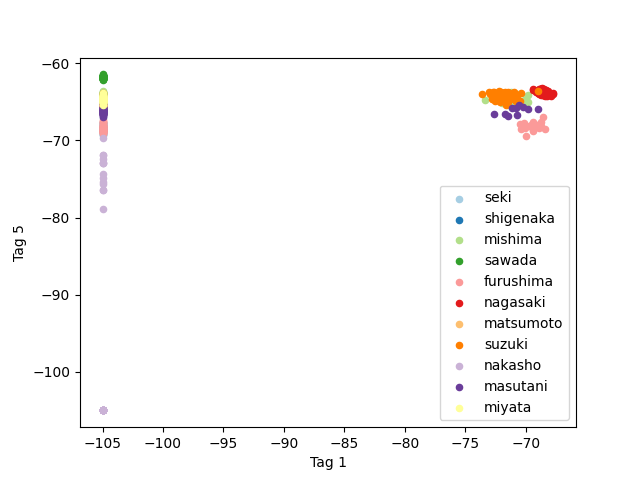 −60
−70
−80
−90
−100
Tag 5
seki
shigenaka
mishima
sawada
furushima
nagasaki
matsumoto
suzuki
nakasho
masutani
miyata
−105 −100 −95 −90 −85 −80 −75 −70
Tag 1